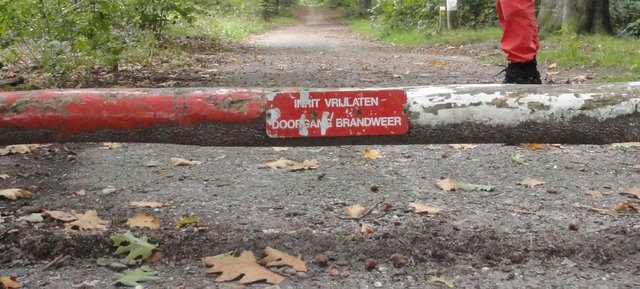 INRIT VRIJLATEN
DOORGANG BRANDWEER